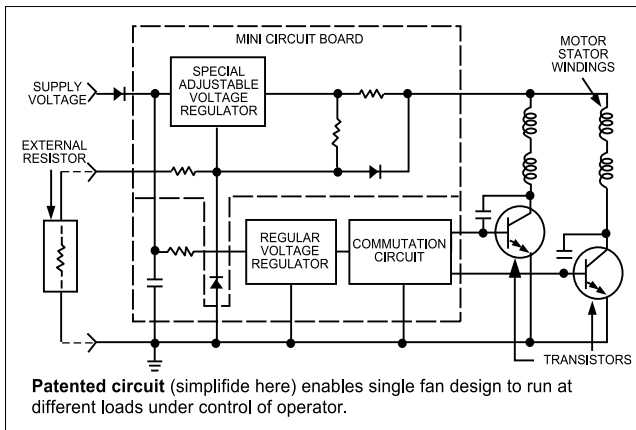 MINI CIRCUIT BOARD
MOTOR
STATOR
WINDINGS
SUPPLY
VOLTAGE
SPECIAL
ADJUSTABLE
VOLTAGE
REGULATOR
EXTERNAL
RESISTOR
REGULAR
VOLTAGE
REGULATOR
COMMUTATION
CIRCUIT
TRANSISTORS
Patented circuit (simplifide here) enables single fan design to run at
different loads under control of operator.